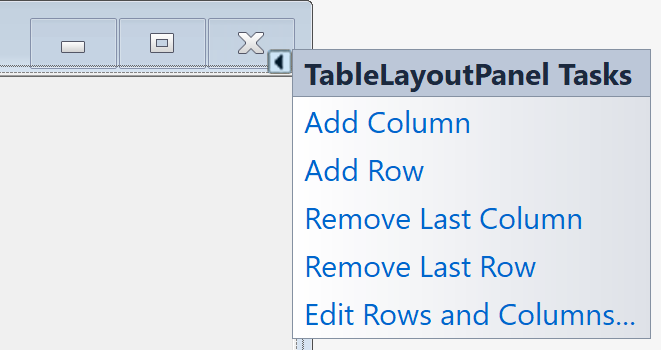 TableLayoutPanel Tasks
Add Column
Add Row
Remove Last Column
Remove Last Row
Edit Rows and Columns...